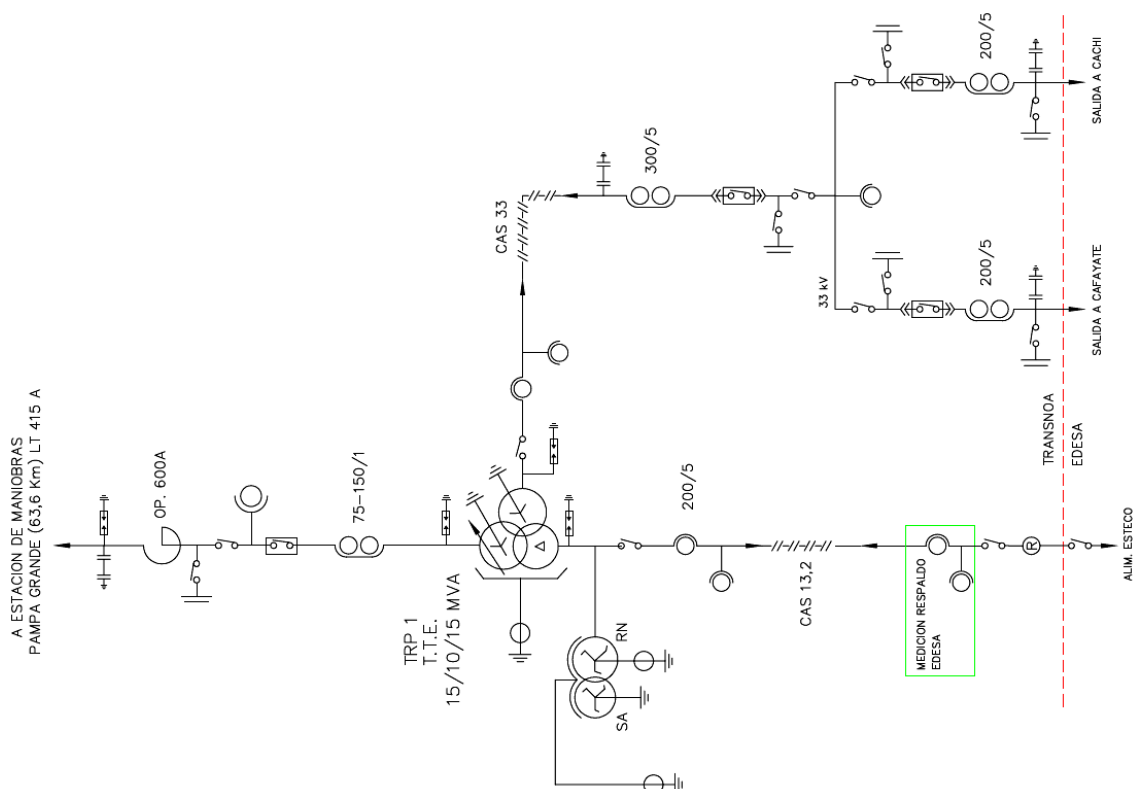 A ESTACION DE MANIOBRAS
PAMPA GRANDE (63,6 Km) LT 415 A
OP. 600A
75-150/1
TRP 1
T.T.E.
15/10/15 MVA
RN
SA
200/5
CAS 13,2
MEDICION RESPALDO
EDESA
R
ALIM. ESTECO
CAS 33
300/5
33 kV
200/5
SALIDA A CAFAYATE
200/5
SALIDA A CACHI
TRANSNOA
EDESA